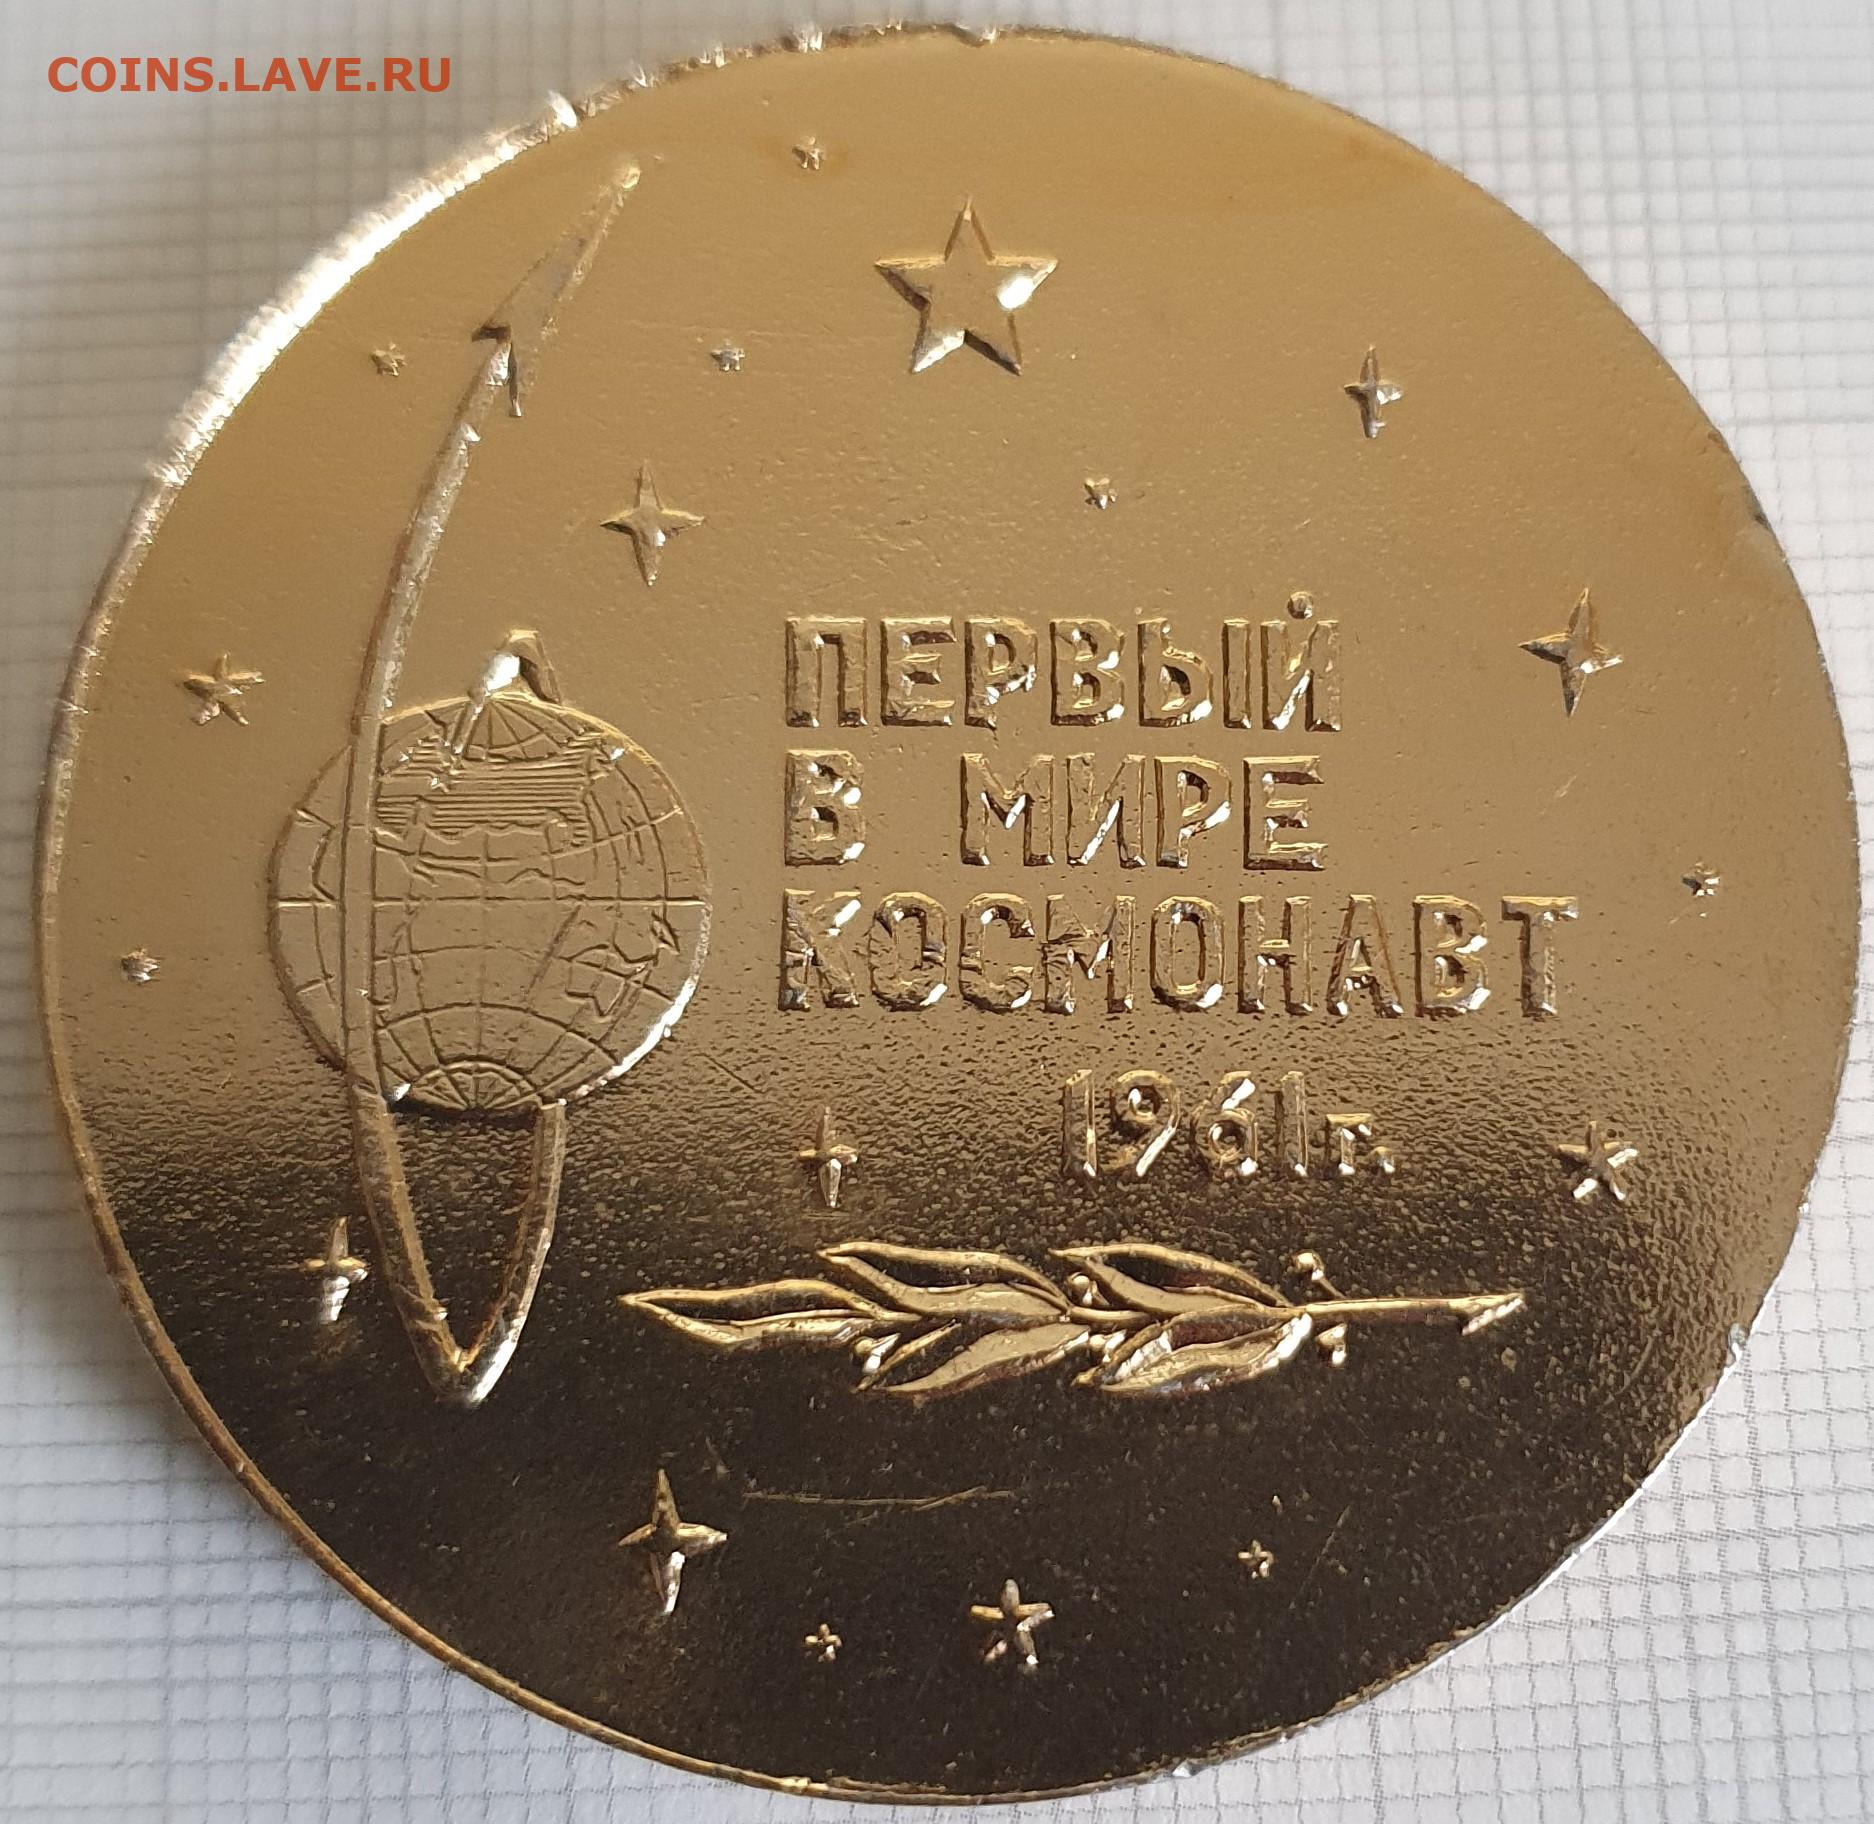 COINS.LAVE.RU
ПЕРВЫЙ
В МИРЕ
КОСМОНАВТ
1961г.